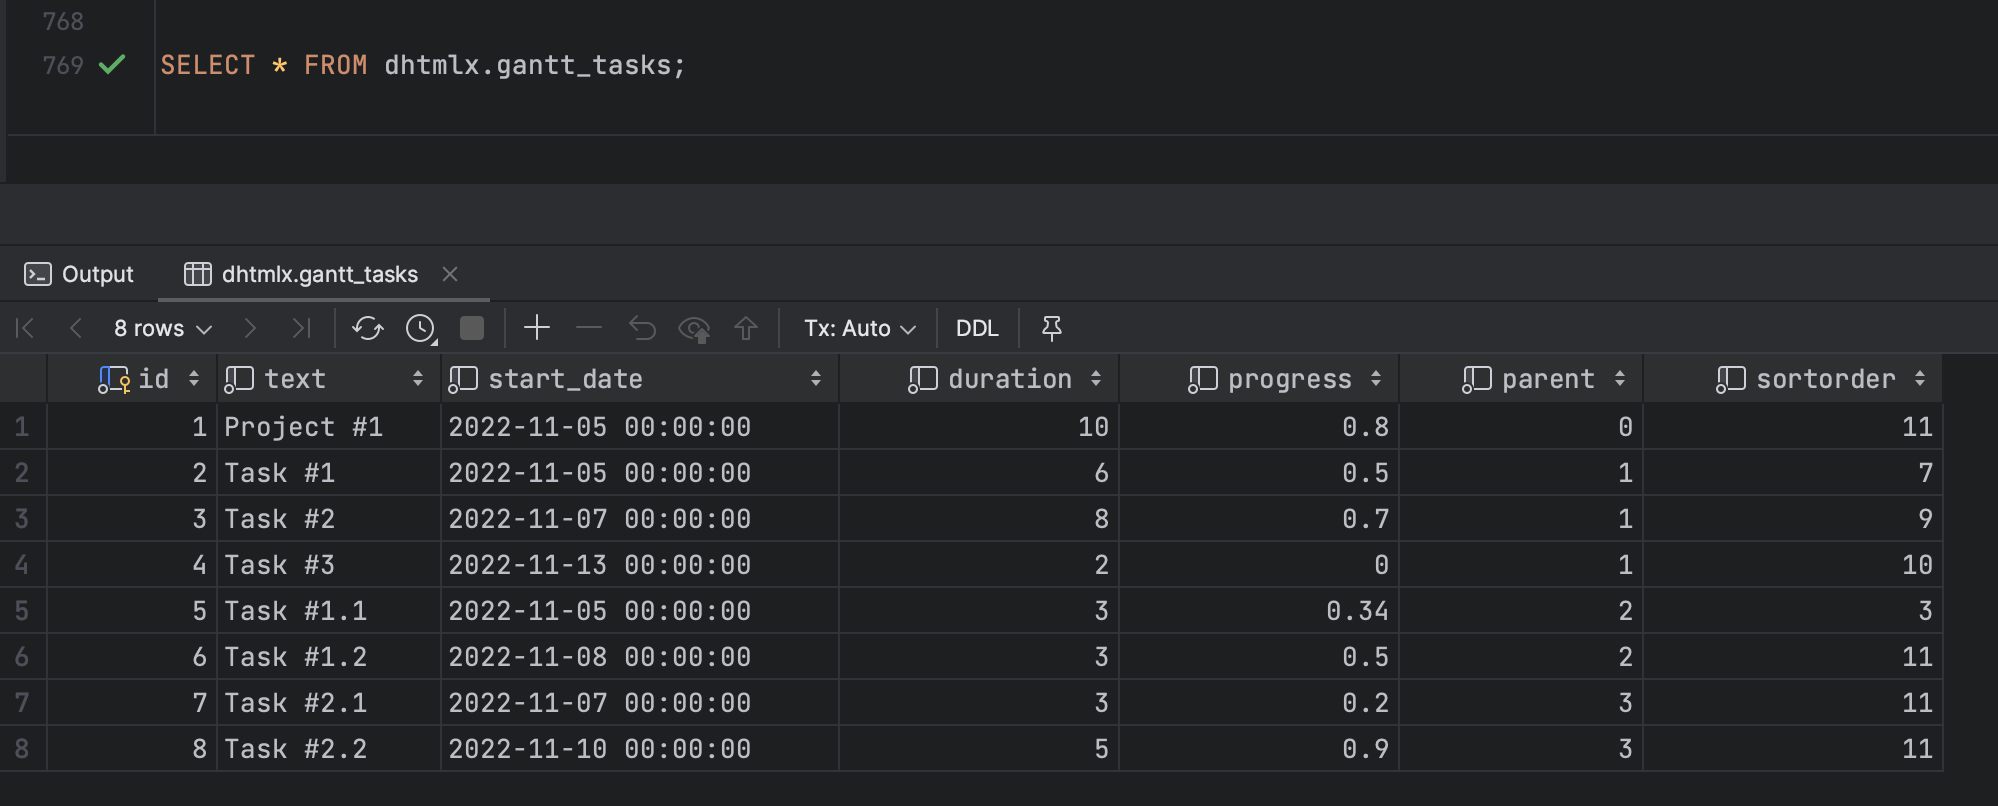 768
769 SELECT * FROM dhtmlx.gantt_tasks;
Output dhtmlx.gantt_tasks
8 rows Tx: Auto DDL
id text start_date duration progress parent sortorder
1 1 Project #1 2022-11-05 00:00:00 10 0.8 0 11
2 2 Task #1 2022-11-05 00:00:00 6 0.5 1 7
3 3 Task #2 2022-11-07 00:00:00 8 0.7 1 9
4 4 Task #3 2022-11-13 00:00:00 2 0 1 10
5 5 Task #1.1 2022-11-05 00:00:00 3 0.34 2 3
6 6 Task #1.2 2022-11-08 00:00:00 3 0.5 2 11
7 7 Task #2.1 2022-11-07 00:00:00 3 0.2 3 11
8 8 Task #2.2 2022-11-10 00:00:00 5 0.9 3 11